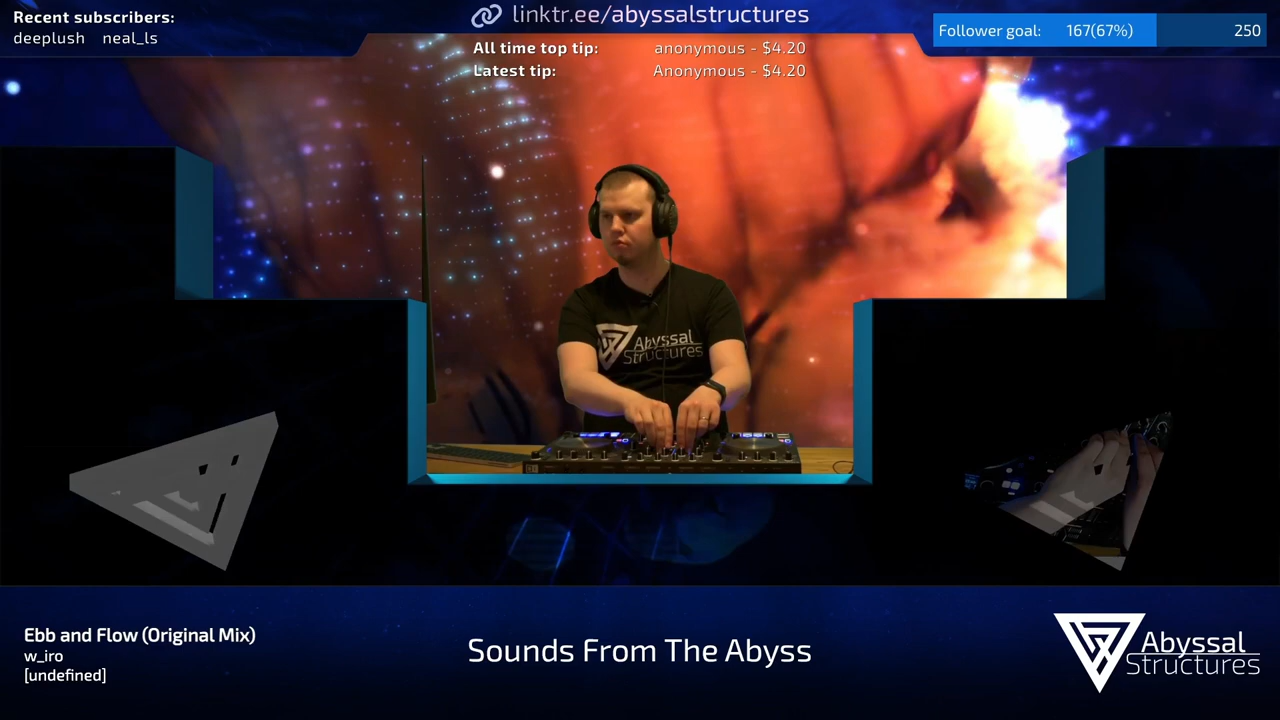 Recent subscribers:
deeplush neal_ls
linktr.ee/abyssalstructures
All time top tip: anonymous - $4.20
Latest tip: Anonymous - $4.20
Follower goal: 167(67%) 250
Abyssal
Structures
Ebb and Flow (Original Mix)
w_iro
[undefined]
Sounds From The Abyss
Abyssal
Structures